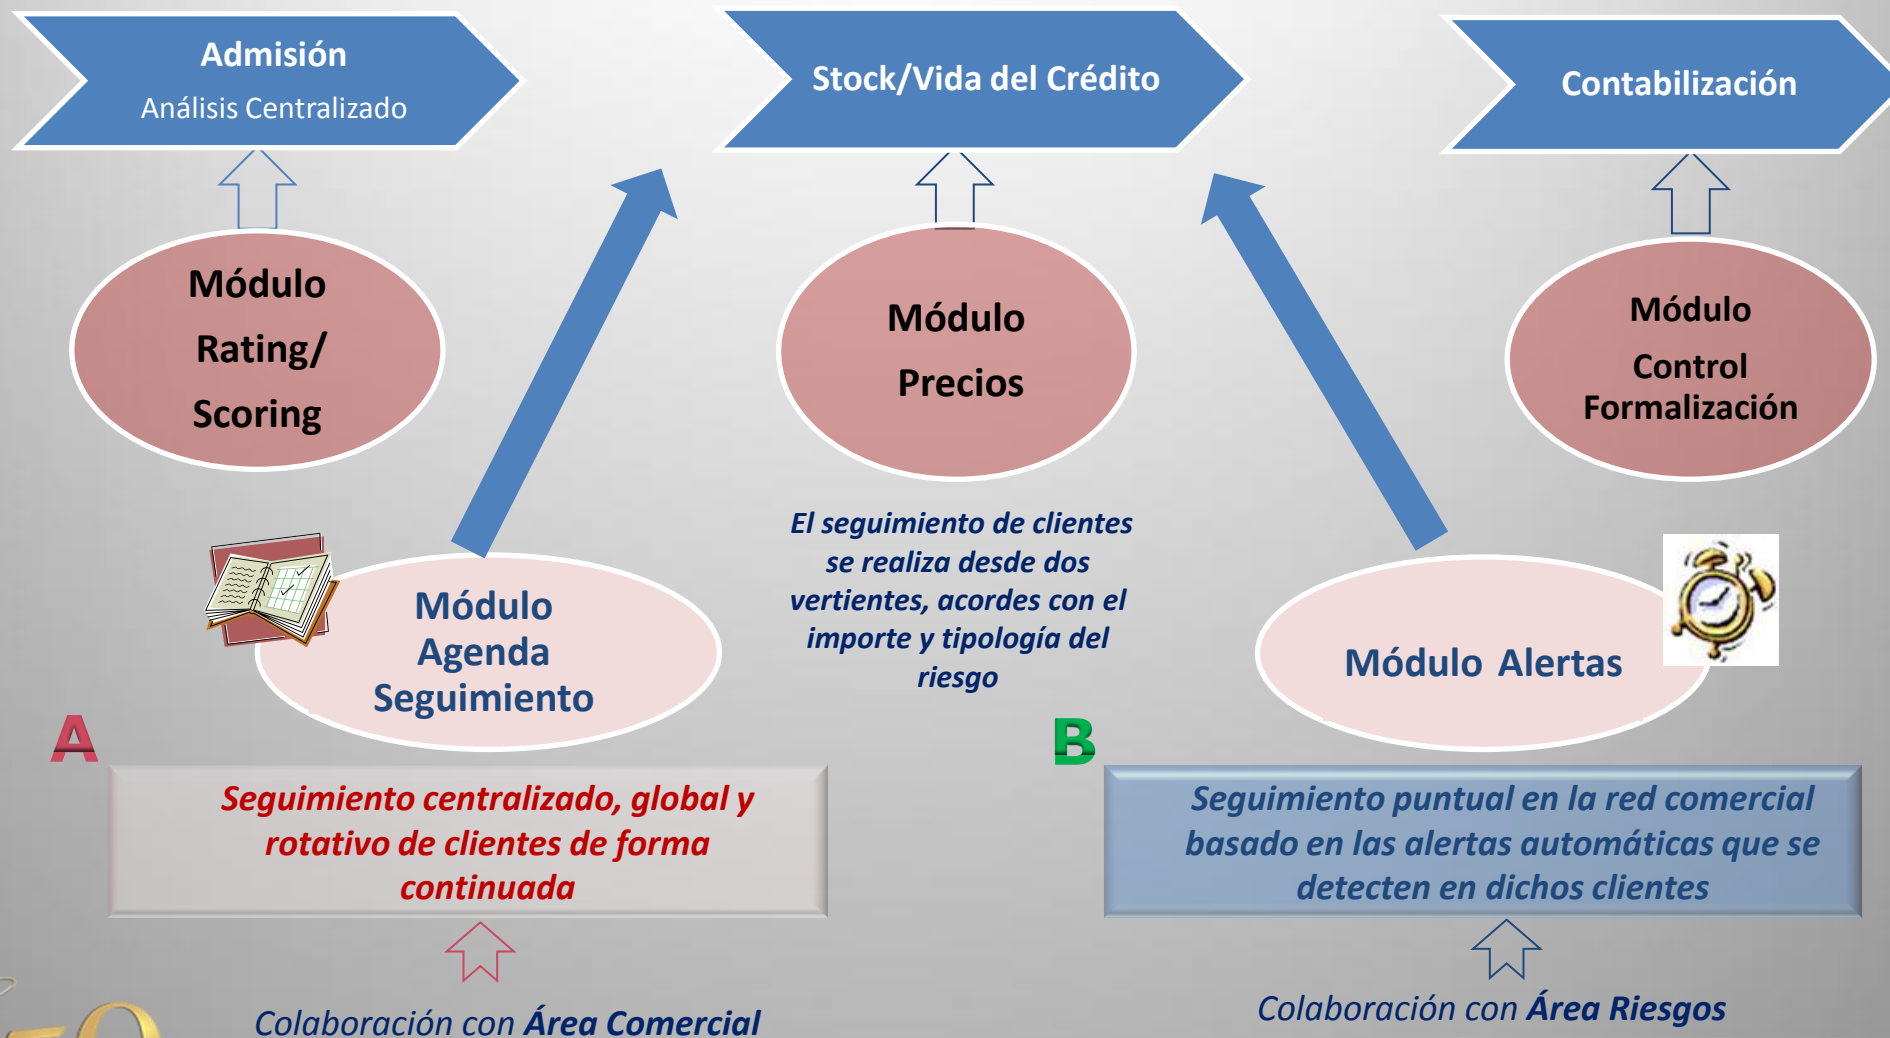 Admisión
Análisis Centralizado
Stock/Vida del Crédito
Contabilización
Módulo
Rating/
Scoring
Módulo
Precios
Módulo
Control
Formalización
El seguimiento de clientes
se realiza desde dos
vertientes, acordes con el
importe y tipología del
riesgo
Módulo
Agenda
Seguimiento
Módulo Alertas
A
Seguimiento centralizado, global y
rotativo de clientes de forma
continuada
B
Seguimiento puntual en la red comercial
basado en las alertas automáticas que se
detecten en dichos clientes
Colaboración con Área Comercial
Colaboración con Área Riesgos